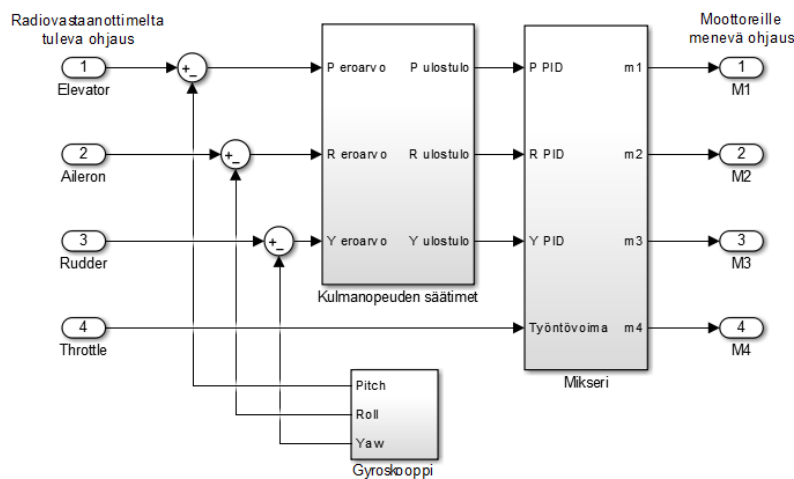 Radiovastaanottimelta
tuleva ohjaus
Moottoreille
menevä ohjaus
1
Elevator
+
−
P eroarvo
P ulostulo
P PID
m1
1
M1
2
Aileron
+
−
R eroarvo
R ulostulo
R PID
m2
2
M2
3
Rudder
+
−
Y eroarvo
Y ulostulo
Y PID
m3
3
M3
Kulmanopeuden säätimet
4
Throttle
Työntövoima
m4
4
M4
Mikseri
Pitch
Roll
Yaw
Gyroskooppi